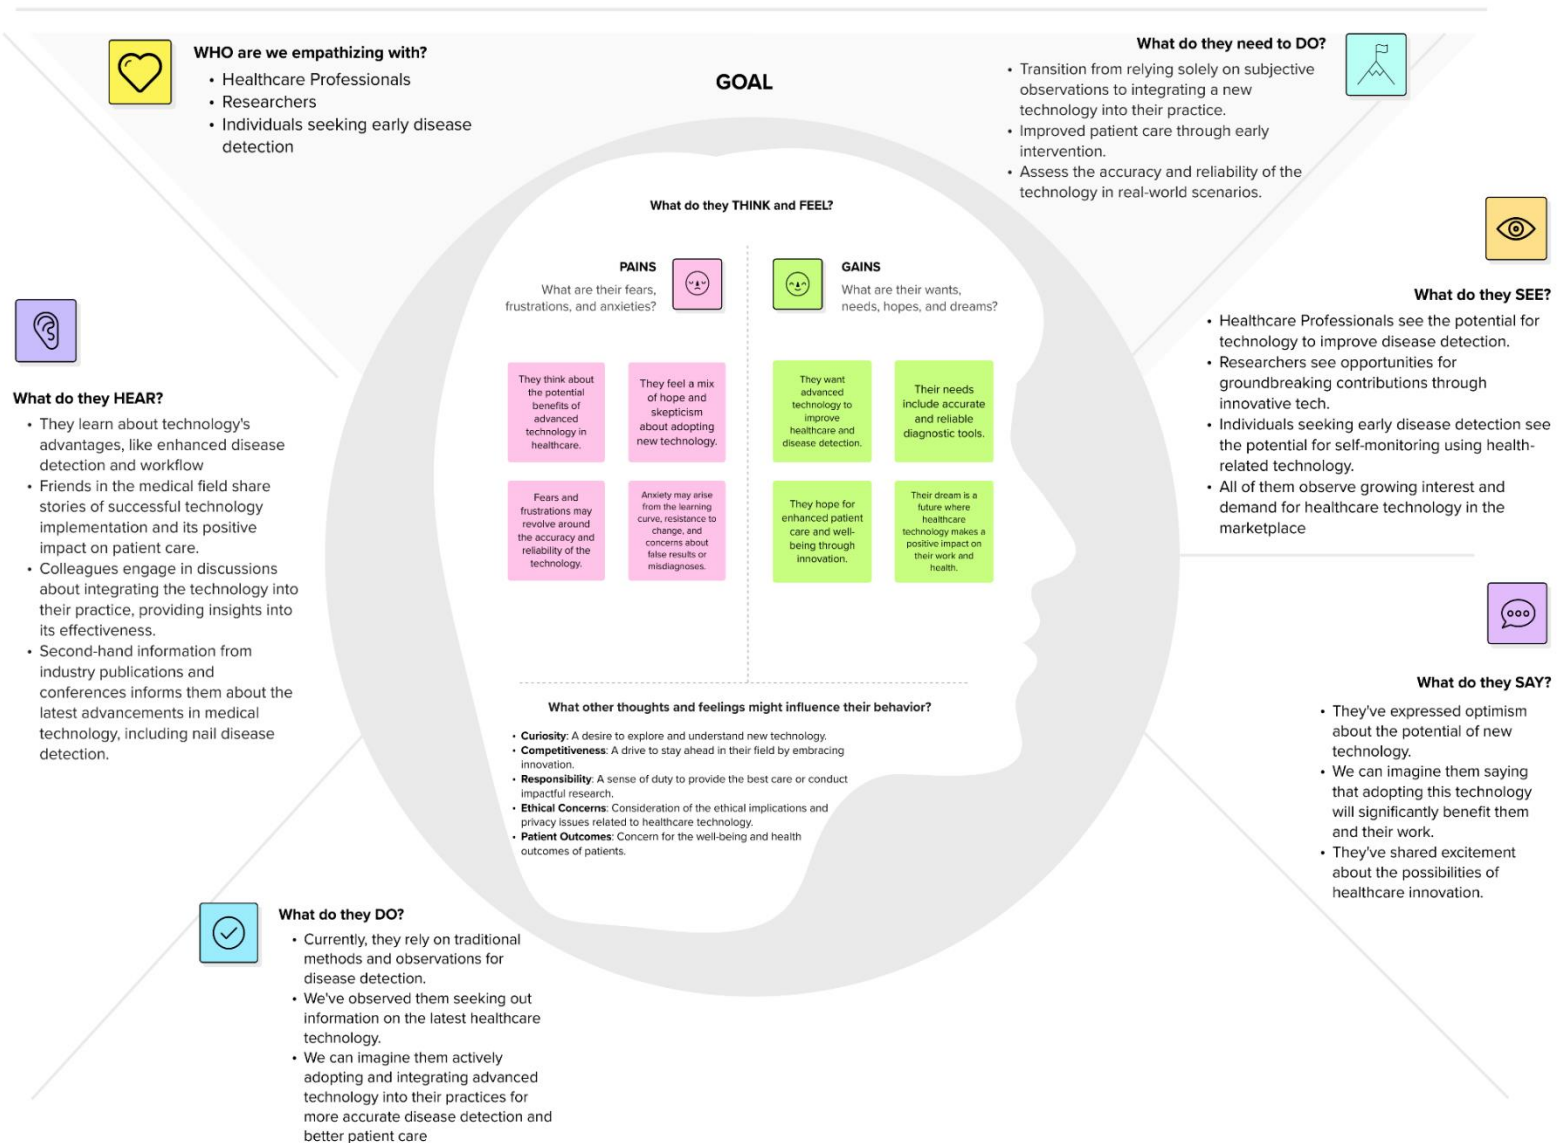 WHO are we empathizing with?
• Healthcare Professionals
• Researchers
• Individuals seeking early disease
detection
GOAL
What do they need to DO?
• Transition from relying solely on subjective
observations to integrating a new
technology into their practice.
• Improved patient care through early
intervention.
• Assess the accuracy and reliability of the
technology in real-world scenarios.
What do they SEE?
• Healthcare Professionals see the potential for
technology to improve disease detection.
• Researchers see opportunities for
groundbreaking contributions through
innovative tech.
• Individuals seeking early disease detection see
the potential for self-monitoring using health-
related technology.
• All of them observe growing interest and
demand for healthcare technology in the
marketplace
What do they SAY?
• They've expressed optimism
about the potential of new
technology.
• We can imagine them saying
that adopting this technology
will significantly benefit them
and their work.
• They've shared excitement
about the possibilities of
healthcare innovation.
What do they DO?
• Currently, they rely on traditional
methods and observations for
disease detection.
• We've observed them seeking out
information on the latest healthcare
technology.
• We can imagine them actively
adopting and integrating advanced
technology into their practices for
more accurate disease detection and
better patient care
What do they HEAR?
• They learn about technology's
advantages, like enhanced disease
detection and workflow
• Friends in the medical field share
stories of successful technology
implementation and its positive
impact on patient care.
• Colleagues engage in discussions
about integrating the technology into
their practice, providing insights into
its effectiveness.
• Second-hand information from
industry publications and
conferences informs them about the
latest advancements in medical
technology, including nail disease
detection.
What do they THINK and FEEL?
PAINS
What are their fears,
frustrations, and anxieties?
They think about
the potential
benefits of
advanced
technology in
healthcare.
They feel a mix
of hope and
skepticism
about adopting
new technology.
Fears and
frustrations may
revolve around
the accuracy and
reliability of the
technology.
Anxiety may arise
from the learning
curve, resistance to
change, and
concerns about
false results or
misdiagnoses.
GAINS
What are their wants,
needs, hopes, and dreams?
They want
advanced
technology to
improve
healthcare and
disease detection.
Their needs
include accurate
and reliable
diagnostic tools.
They hope for
enhanced patient
care and well-
being through
innovation.
Their dream is a
future where
healthcare
technology makes a
positive impact on
their work and
health.
What other thoughts and feelings might influence their behavior?
• Curiosity: A desire to explore and understand new technology.
• Competitiveness: A drive to stay ahead in their field by embracing
innovation.
• Responsibility: A sense of duty to provide the best care or conduct
impactful research.
• Ethical Concerns: Consideration of the ethical implications and
privacy issues related to healthcare technology.
• Patient Outcomes: Concern for the well-being and health
outcomes of patients.